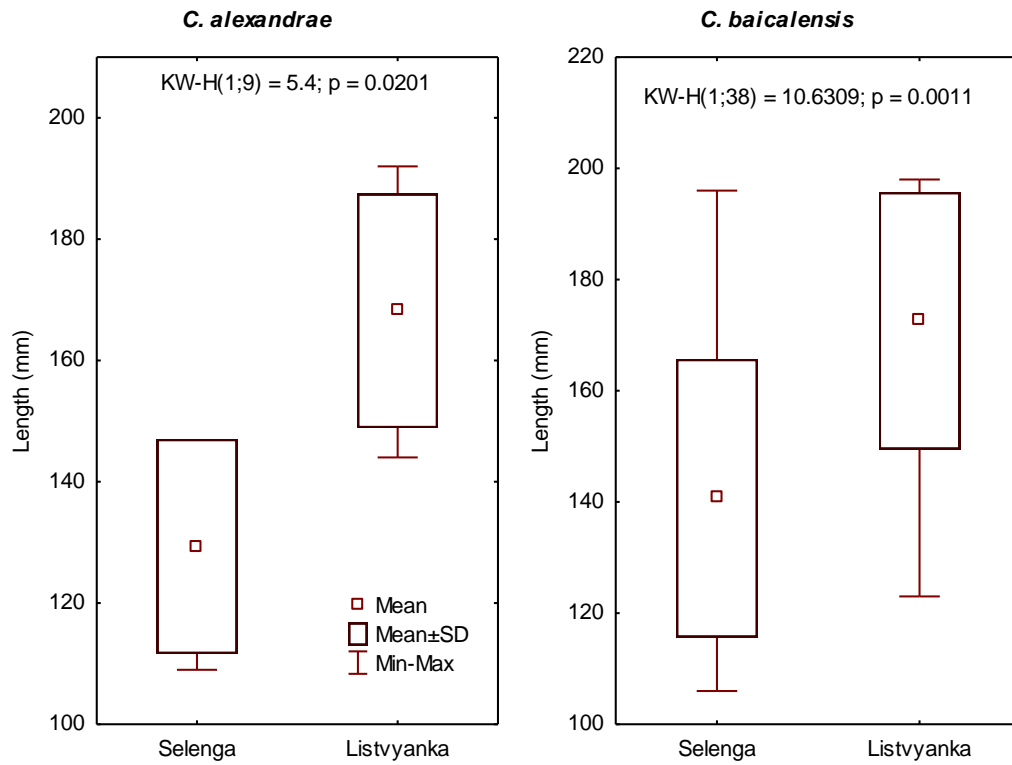 C. alexandrae
KW-H(1;9) = 5.4; p = 0.0201
200
180
160
140
120
100
Length (mm)
Mean
Mean±SD
Min-Max
Selenga
Listvyanka
C. baicalensis
KW-H(1;38) = 10.6309; p = 0.0011
220
200
180
160
140
120
100
Length (mm)
Selenga
Listvyanka